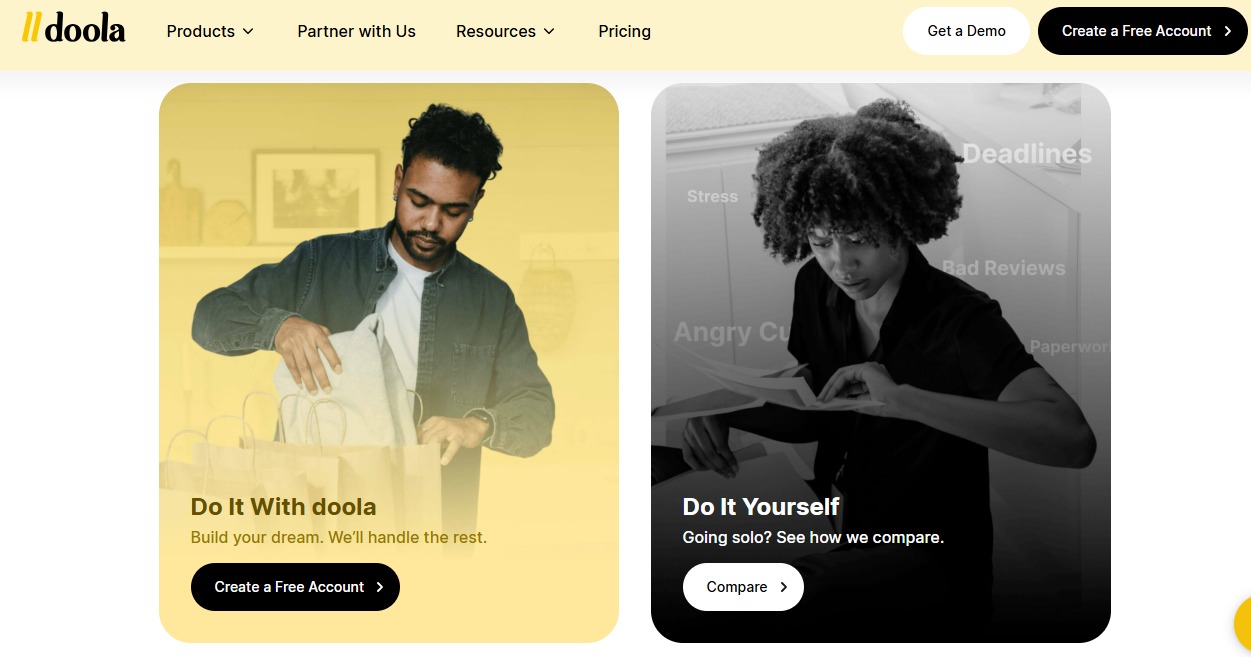 doola
Products
Partner with Us
Resources
Pricing
Get a Demo
Create a Free Account
Deadlines
Stress
Bad Reviews
Angry Cu
Paperwor
Do It With doola
Build your dream. We'll handle the rest.
Create a Free Account
Do It Yourself
Going solo? See how we compare.
Compare